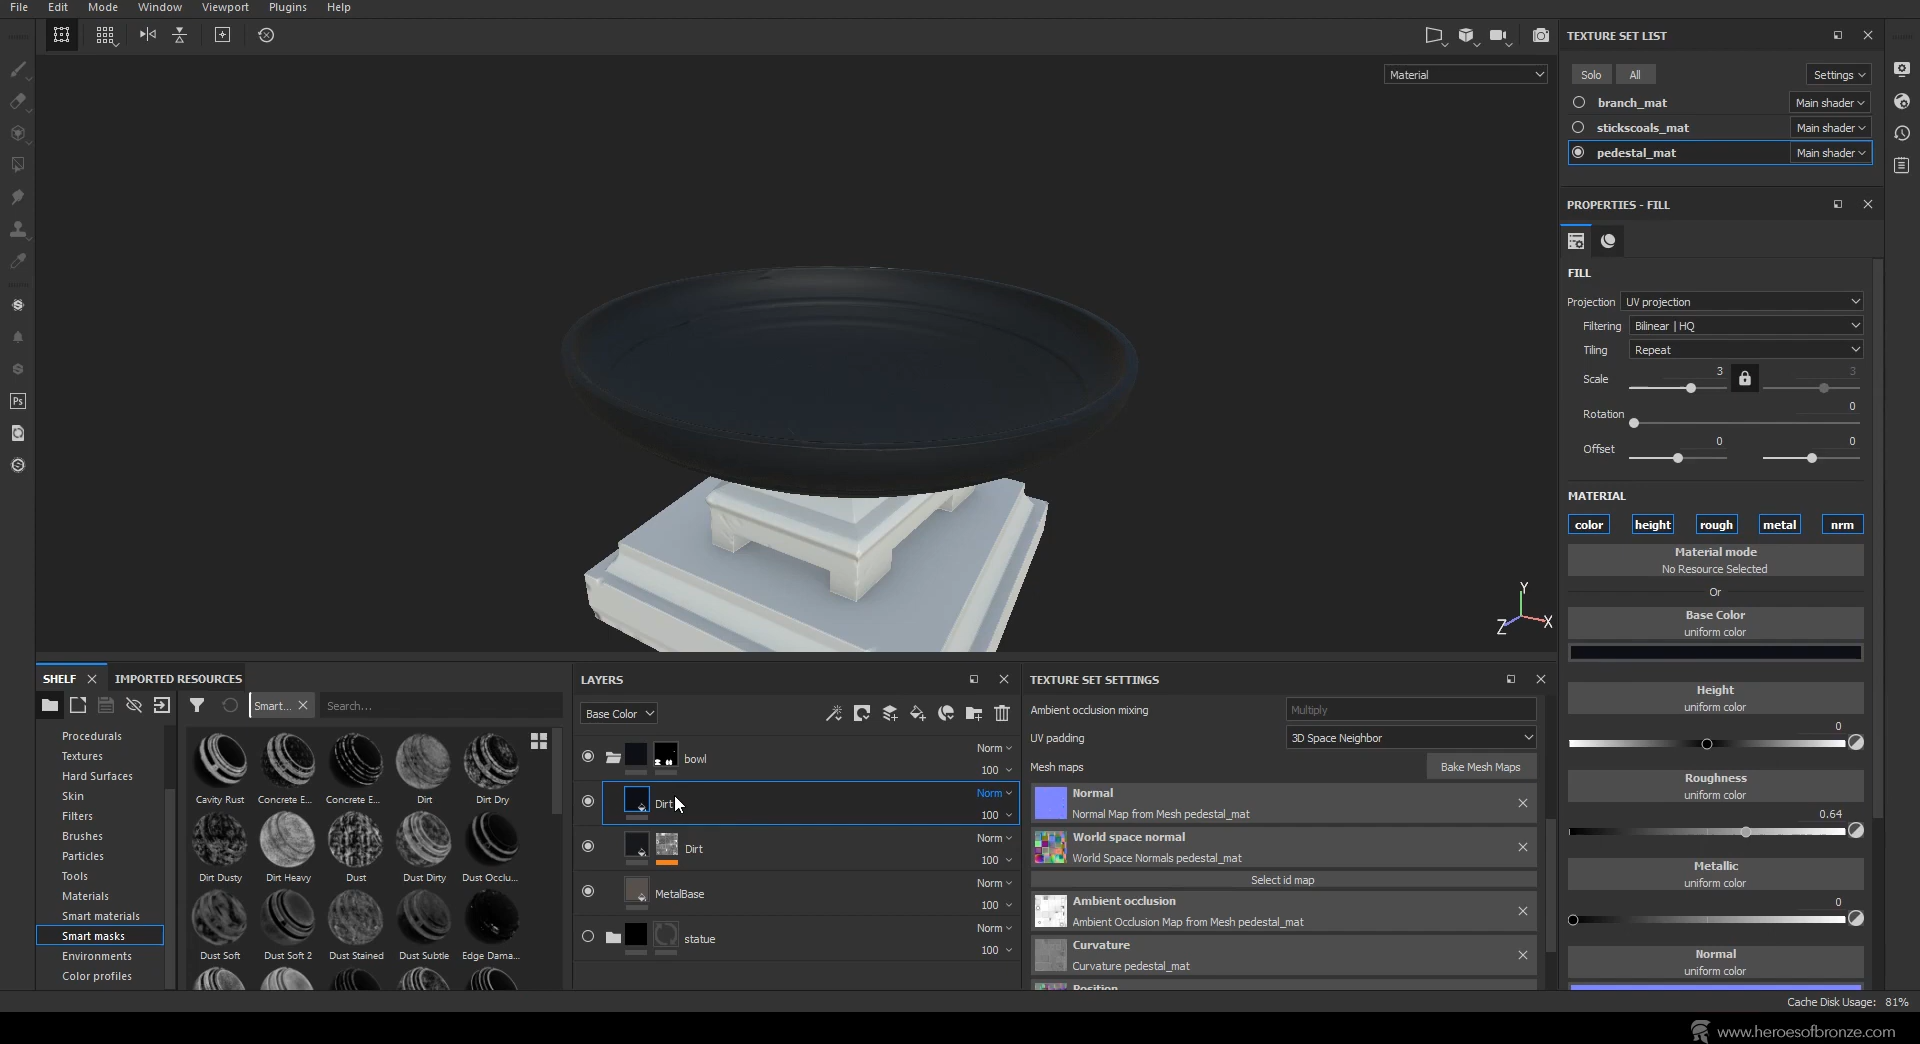 File Edit Mode Window Viewport Plugins Help
Material
TEXTURE SET LIST
Solo All Settings
branch_mat Main shader
stickscoals_mat Main shader
pedestal_mat Main shader
PROPERTIES - FILL
FILL
Projection UV projection
Filtering Bilinear | HQ
Tiling Repeat
Scale 3 3
Rotation 0
Offset 0 0
MATERIAL
color height rough metal nrm
Material mode
No Resource Selected
Or
Base Color
uniform color
Height
uniform color
0
Roughness
uniform color
0.64
Metallic
uniform color
0
Normal
uniform color
Y
Z X
Ps
SHELF IMPORTED RESOURCES
Smart... Search...
Procedurals
Textures
Hard Surfaces
Skin
Filters
Brushes
Particles
Tools
Materials
Smart materials
Smart masks
Environments
Color profiles
Cavity Rust Concrete E... Concrete E... Dirt Dirt Dry
Dirt Dusty Dirt Heavy Dust Dust Dirty Dust Occlu...
Dust Soft Dust Soft 2 Dust Stained Dust Subtle Edge Dama...
LAYERS
Base Color
bowl Norm 100
Dirt Norm 100
Dirt Norm 100
MetalBase Norm 100
statue Norm 100
TEXTURE SET SETTINGS
Ambient occlusion mixing Multiply
UV padding 3D Space Neighbor
Mesh maps Bake Mesh Maps
Normal
Normal Map from Mesh pedestal_mat
World space normal
World Space Normals pedestal_mat
Select id map
Ambient occlusion
Ambient Occlusion Map from Mesh pedestal_mat
Curvature
Curvature pedestal_mat
Position
Cache Disk Usage: 81%
www.heroesofbronze.com